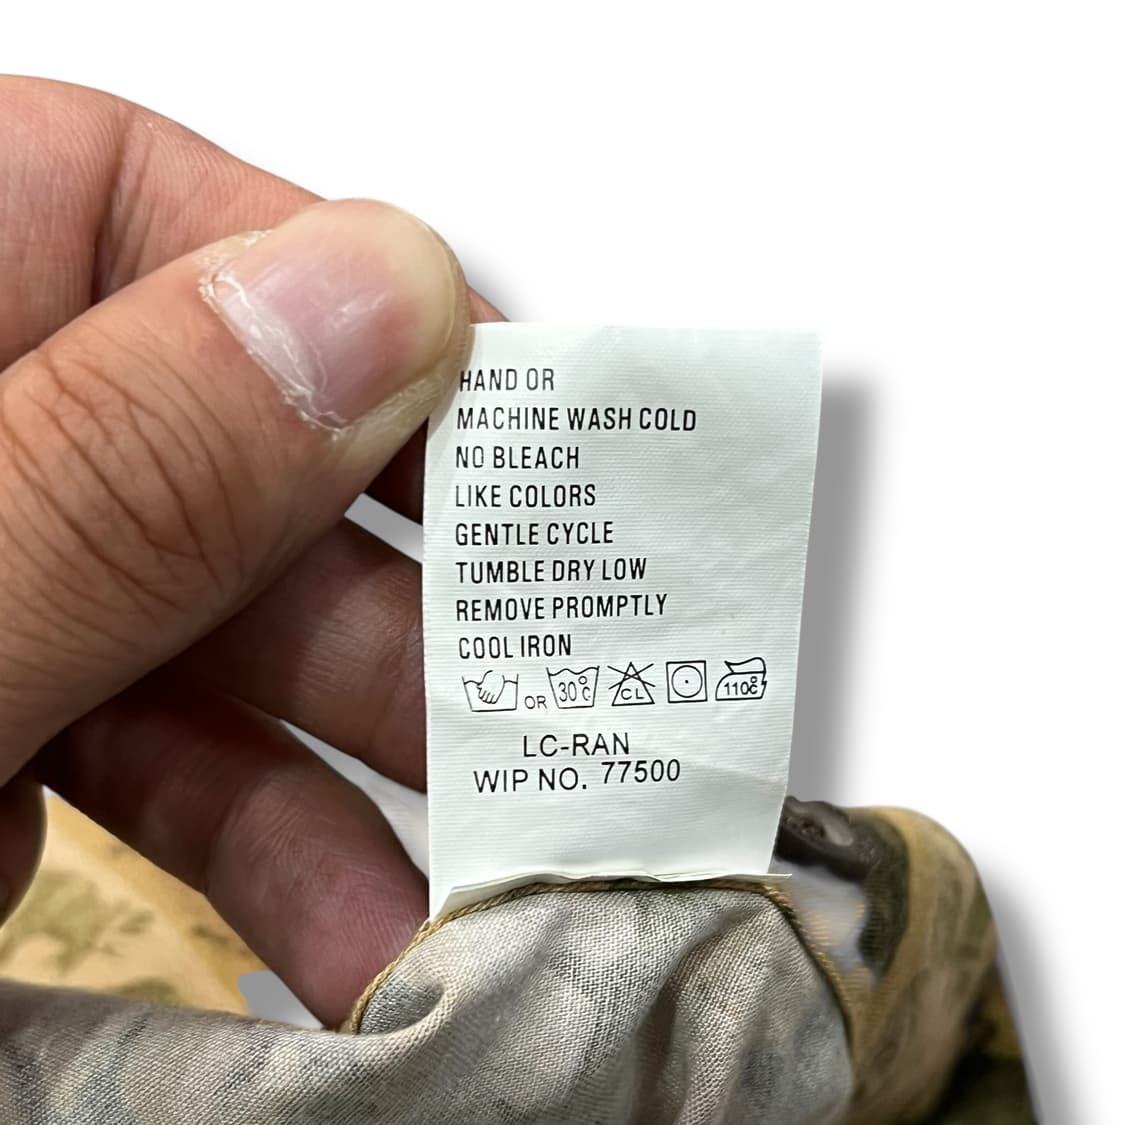 HAND OR
MACHINE WASH COLD
NO BLEACH
LIKE COLORS
GENTLE CYCLE
TUMBLE DRY LOW
REMOVE PROMPTLY
COOL IRON
OR 30°C CL 110°C
LC-RAN
WIP NO. 77500